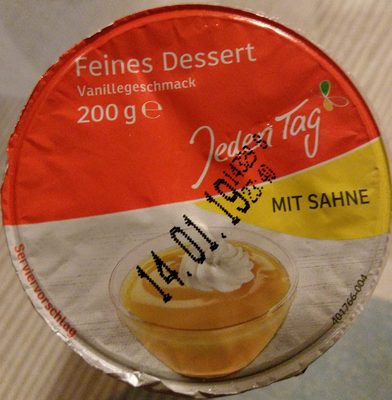 Feines Dessert
Vanillegeschmack
200 g e
Jeden Tag
MIT SAHNE
14.01.19
Serviervorschlag